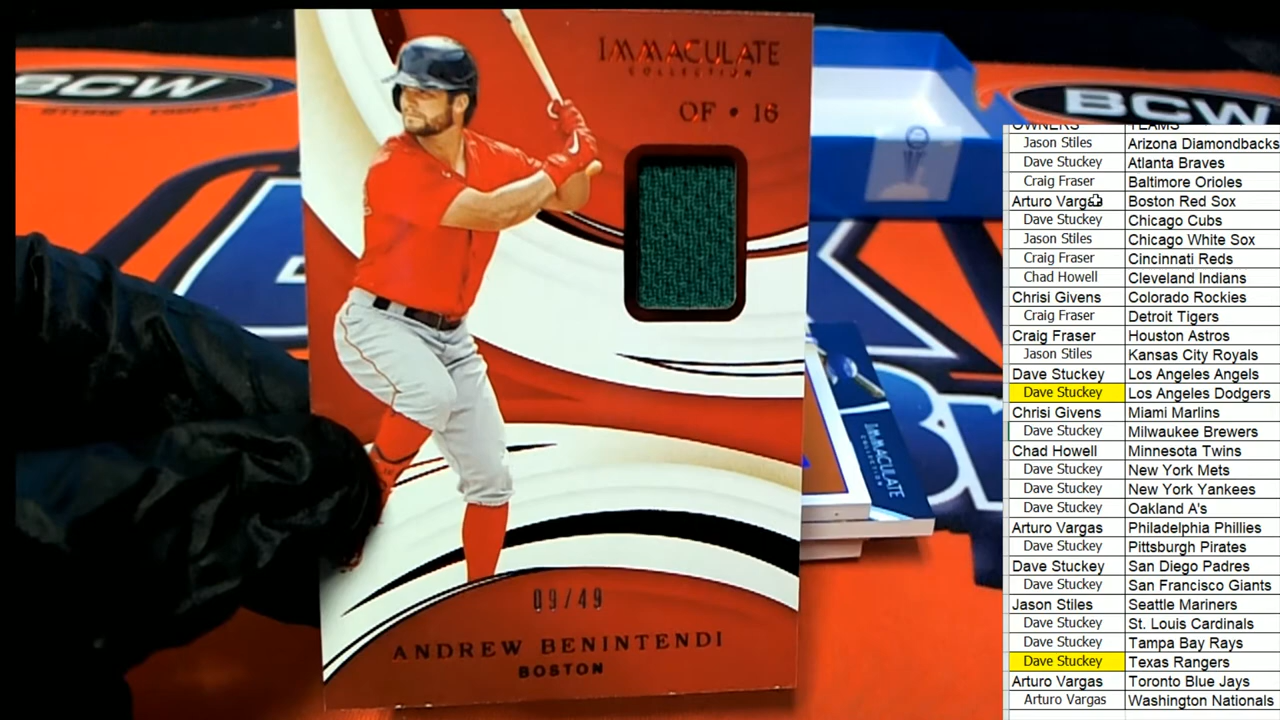 BCW
IMMACULATE
COLLECTION
OF • 16
BCW
IMMACULATE
COLLECTION
09/49
ANDREW BENINTENDI
BOSTON
OWNERS TEAMS
Jason Stiles Arizona Diamondbacks
Dave Stuckey Atlanta Braves
Craig Fraser Baltimore Orioles
Arturo Vargas Boston Red Sox
Dave Stuckey Chicago Cubs
Jason Stiles Chicago White Sox
Craig Fraser Cincinnati Reds
Chad Howell Cleveland Indians
Chrisi Givens Colorado Rockies
Craig Fraser Detroit Tigers
Craig Fraser Houston Astros
Jason Stiles Kansas City Royals
Dave Stuckey Los Angeles Angels
Dave Stuckey Los Angeles Dodgers
Chrisi Givens Miami Marlins
Dave Stuckey Milwaukee Brewers
Chad Howell Minnesota Twins
Dave Stuckey New York Mets
Dave Stuckey New York Yankees
Dave Stuckey Oakland A's
Arturo Vargas Philadelphia Phillies
Dave Stuckey Pittsburgh Pirates
Dave Stuckey San Diego Padres
Dave Stuckey San Francisco Giants
Jason Stiles Seattle Mariners
Dave Stuckey St. Louis Cardinals
Dave Stuckey Tampa Bay Rays
Dave Stuckey Texas Rangers
Arturo Vargas Toronto Blue Jays
Arturo Vargas Washington Nationals